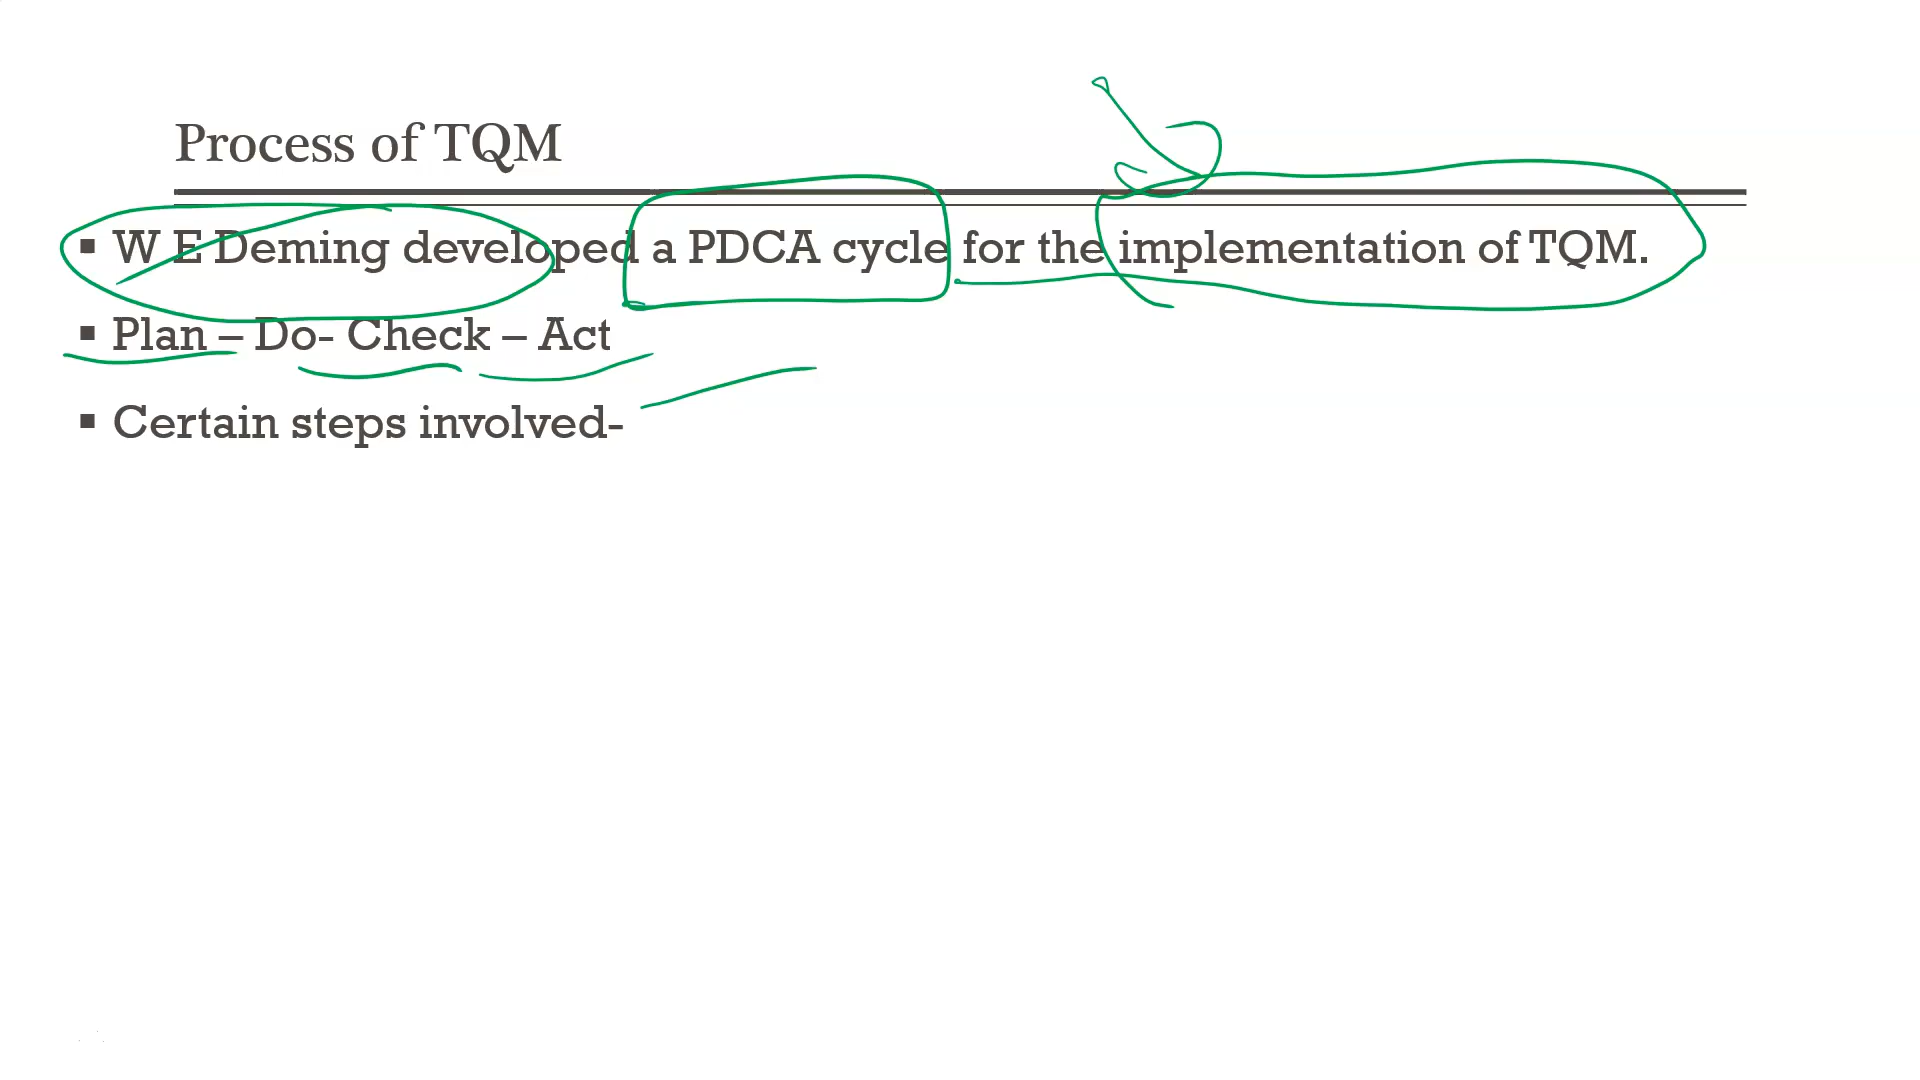 Process of TQM
▪ W E Deming developed a PDCA cycle for the implementation of TQM.
▪ Plan – Do- Check – Act
▪ Certain steps involved-